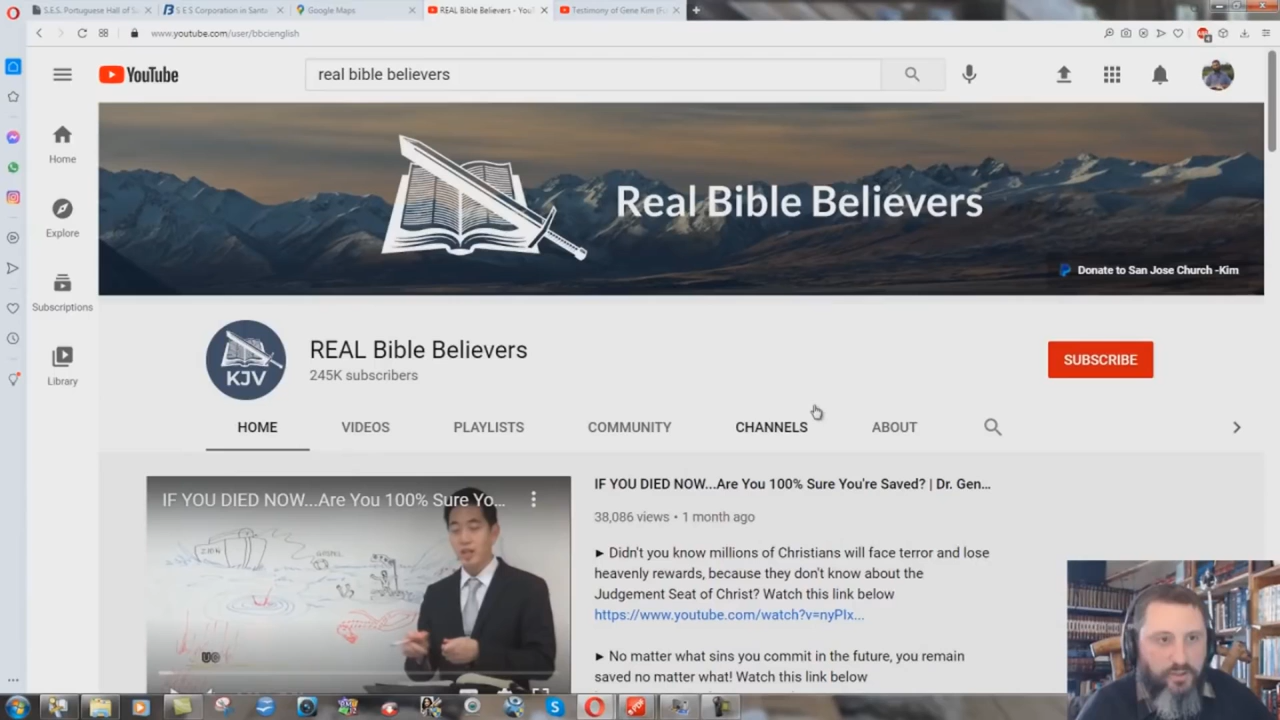 S.E.S. Portuguese Hall of S
S E S Corporation in Santa
Google Maps
REAL Bible Believers - You
Testimony of Gene Kim (Fu
www.youtube.com/user/bbcienglish
YouTube
real bible believers
Home
Explore
Subscriptions
Library
Real Bible Believers
Donate to San Jose Church -Kim
KJV
REAL Bible Believers
245K subscribers
SUBSCRIBE
HOME
VIDEOS
PLAYLISTS
COMMUNITY
CHANNELS
ABOUT
IF YOU DIED NOW...Are You 100% Sure Yo...
IF YOU DIED NOW...Are You 100% Sure You're Saved? | Dr. Gen...
38,086 views • 1 month ago
► Didn't you know millions of Christians will face terror and lose
heavenly rewards, because they don't know about the
Judgement Seat of Christ? Watch this link below
https://www.youtube.com/watch?v=nyPIx...
► No matter what sins you commit in the future, you remain
saved no matter what! Watch this link below